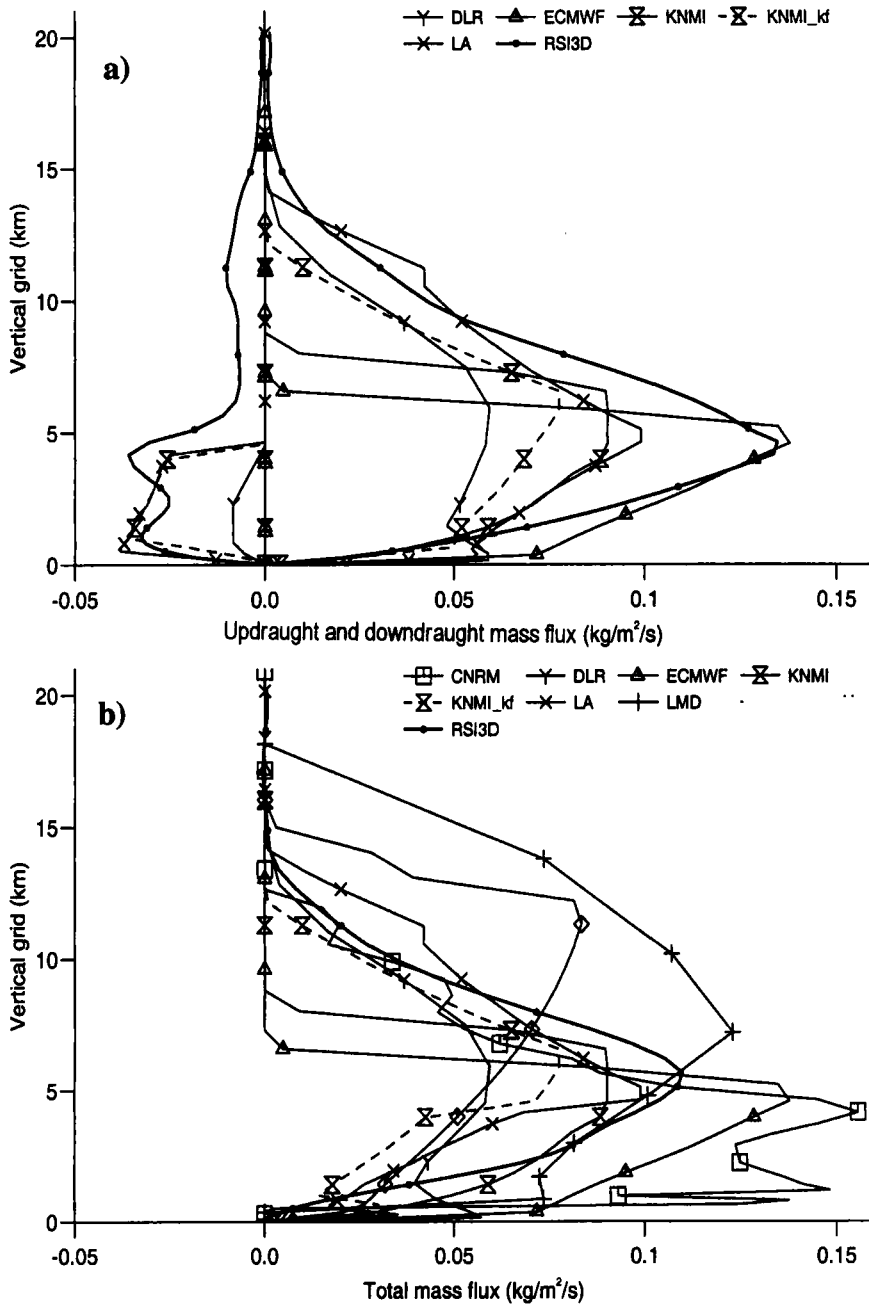 DLR ECMWF KNMI KNMI_kf
LA RSI3D
a)
20
15
10
5
0
Vertical grid (km)
-0.05 0.0 0.05 0.1 0.15
Updraught and downdraught mass flux (kg/m²/s)
CNRM DLR ECMWF KNMI
KNMI_kf LA LMD
RSI3D
b)
20
15
10
5
0
Vertical grid (km)
-0.05 0.0 0.05 0.1 0.15
Total mass flux (kg/m²/s)